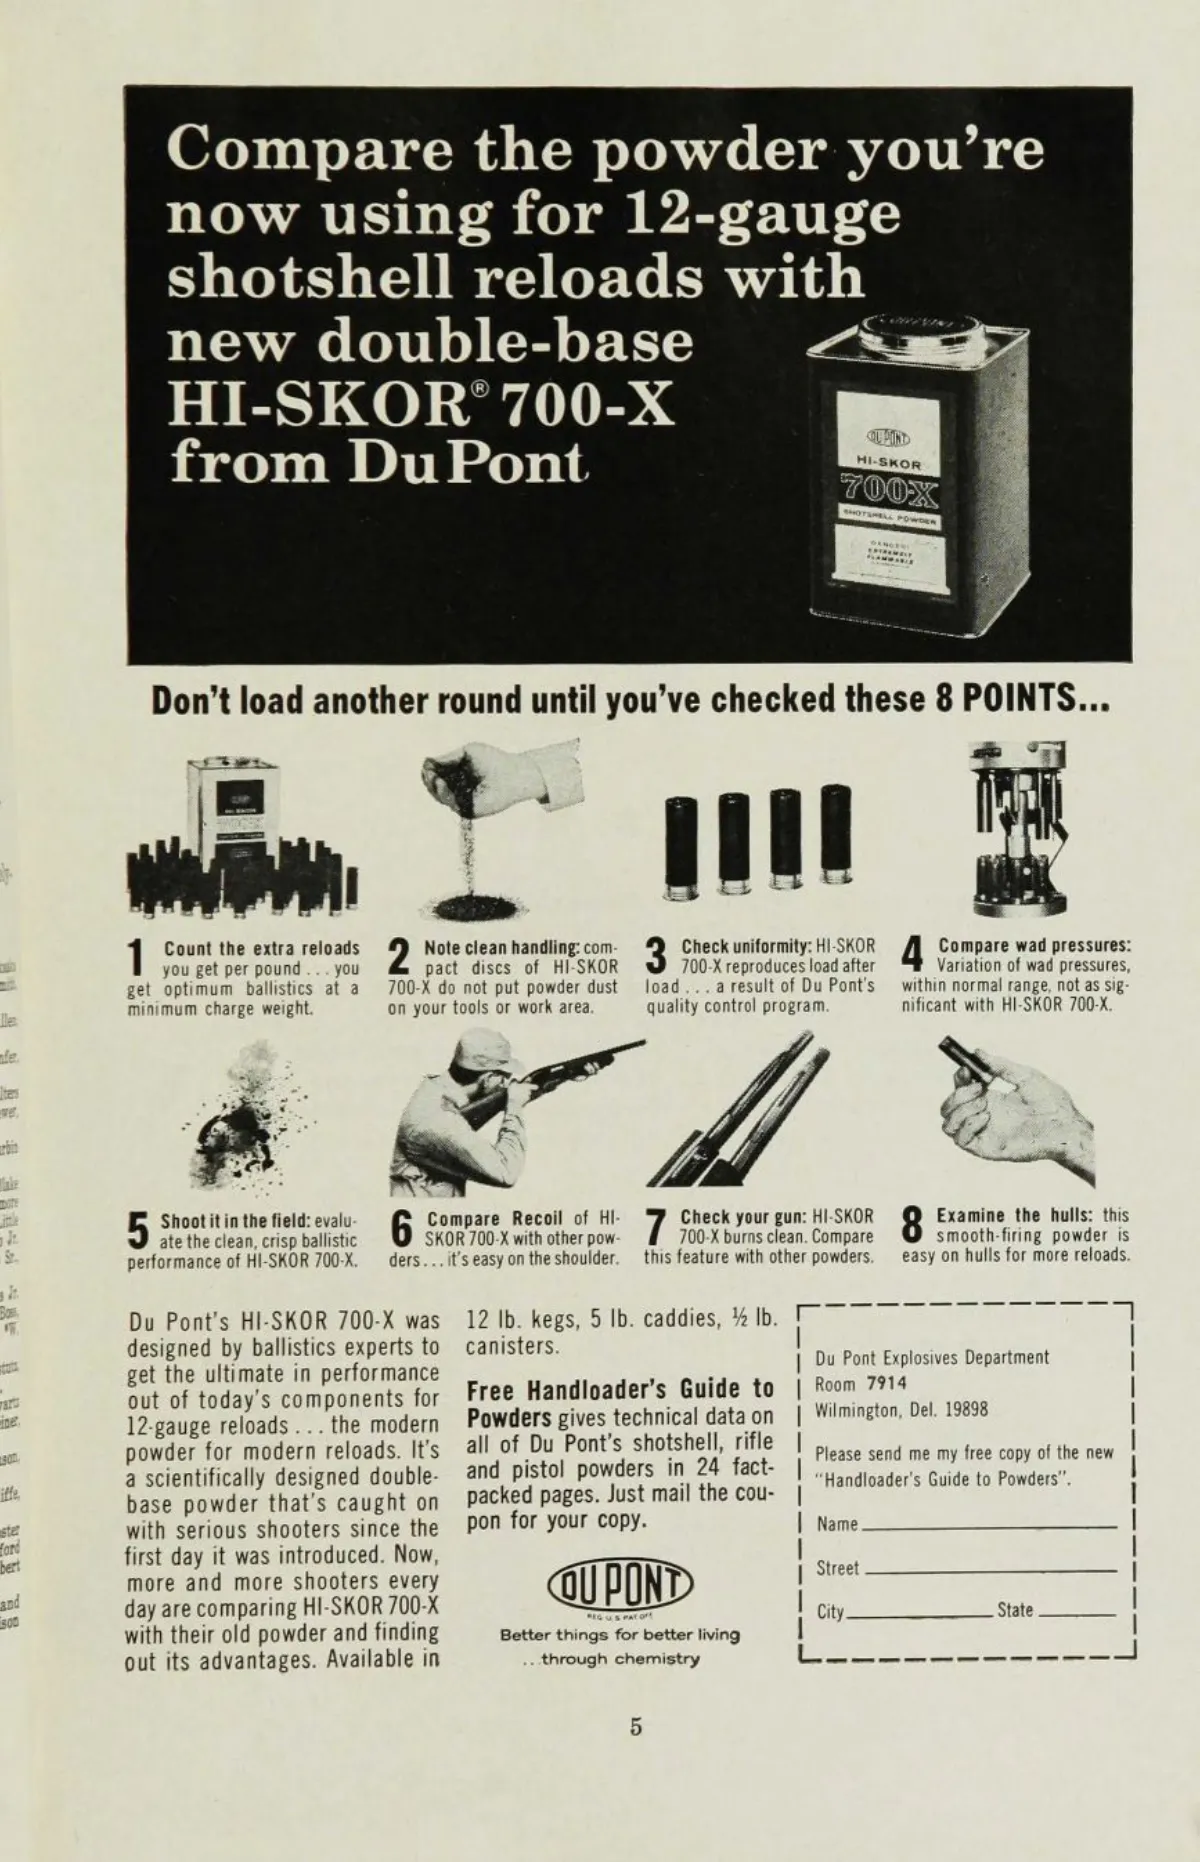 Compare the powder you're
now using for 12-gauge
shotshell reloads with
new double-base
HI-SKOR® 700-X
from Du Pont
DU PONT
HI-SKOR
700X
SHOTSHELL POWDER
DANGER!
EXTREMELY
FLAMMABLE
Don't load another round until you've checked these 8 POINTS...
1 Count the extra reloads
you get per pound ... you
get optimum ballistics at a
minimum charge weight.
2 Note clean handling: com-
pact discs of HI-SKOR
700-X do not put powder dust
on your tools or work area.
3 Check uniformity: HI-SKOR
700-X reproduces load after
load ... a result of Du Pont's
quality control program.
4 Compare wad pressures:
Variation of wad pressures,
within normal range, not as sig-
nificant with HI-SKOR 700-X.
5 Shoot it in the field: evalu-
ate the clean, crisp ballistic
performance of HI-SKOR 700-X.
6 Compare Recoil of HI-
SKOR 700-X with other pow-
ders ... it's easy on the shoulder.
7 Check your gun: HI-SKOR
700-X burns clean. Compare
this feature with other powders.
8 Examine the hulls: this
smooth-firing powder is
easy on hulls for more reloads.
Du Pont's HI-SKOR 700-X was
designed by ballistics experts to
get the ultimate in performance
out of today's components for
12-gauge reloads ... the modern
powder for modern reloads. It's
a scientifically designed double-
base powder that's caught on
with serious shooters since the
first day it was introduced. Now,
more and more shooters every
day are comparing HI-SKOR 700-X
with their old powder and finding
out its advantages. Available in
12 lb. kegs, 5 lb. caddies, ½ lb.
canisters.
Free Handloader's Guide to
Powders gives technical data on
all of Du Pont's shotshell, rifle
and pistol powders in 24 fact-
packed pages. Just mail the cou-
pon for your copy.
DU PONT
REG. U.S. PAT. OFF.
Better things for better living
...through chemistry
Du Pont Explosives Department
Room 7914
Wilmington, Del. 19898
Please send me my free copy of the new
"Handloader's Guide to Powders".
Name
Street
City State
5